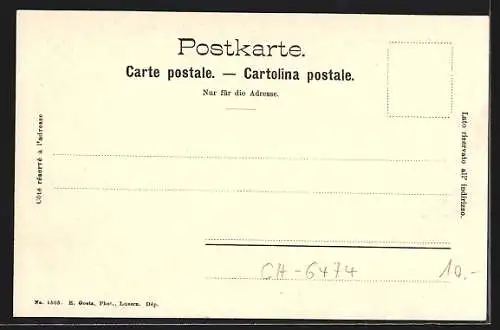 Postkarte.
Carte postale. — Cartolina postale.
Nur für die Adresse.
Côté réservé à l'adresse
Lato riservato all' indirizzo.
CH-6474
10.-
No. 1505. E. Goetz, Phot., Luzern. Dép.